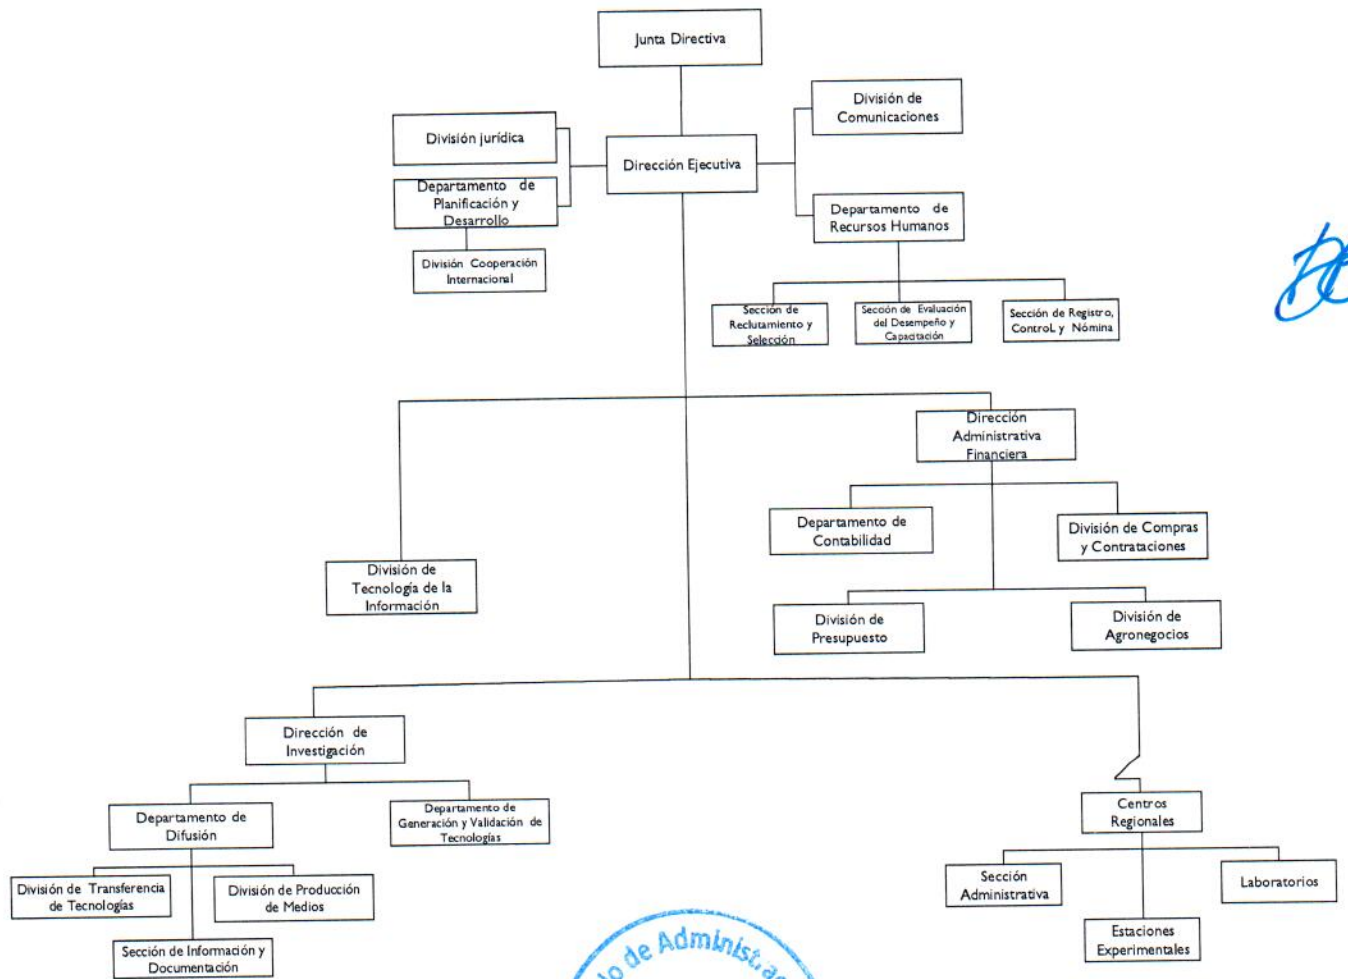 Junta Directiva
División de
Comunicaciones
División jurídica
Dirección Ejecutiva
Departamento de
Planificación y
Desarrollo
Departamento de
Recursos Humanos
División Cooperación
Internacional
Sección de
Reclutamiento y
Selección
Sección de Evaluación
del Desempeño y
Capacitación
Sección de Registro,
ControL y Nómina
Dirección
Administrativa
Financiera
Departamento de
Contabilidad
División de Compras
y Contrataciones
División de
Tecnología de la
Información
División de
Presupuesto
División de
Agronegocios
Dirección de
Investigación
Departamento de
Difusión
Departamento de
Generación y Validación de
Tecnologías
Centros
Regionales
División de Transferencia
de Tecnologías
División de Producción
de Medios
Sección
Administrativa
Laboratorios
Sección de Información y
Documentación
Estaciones
Experimentales
de